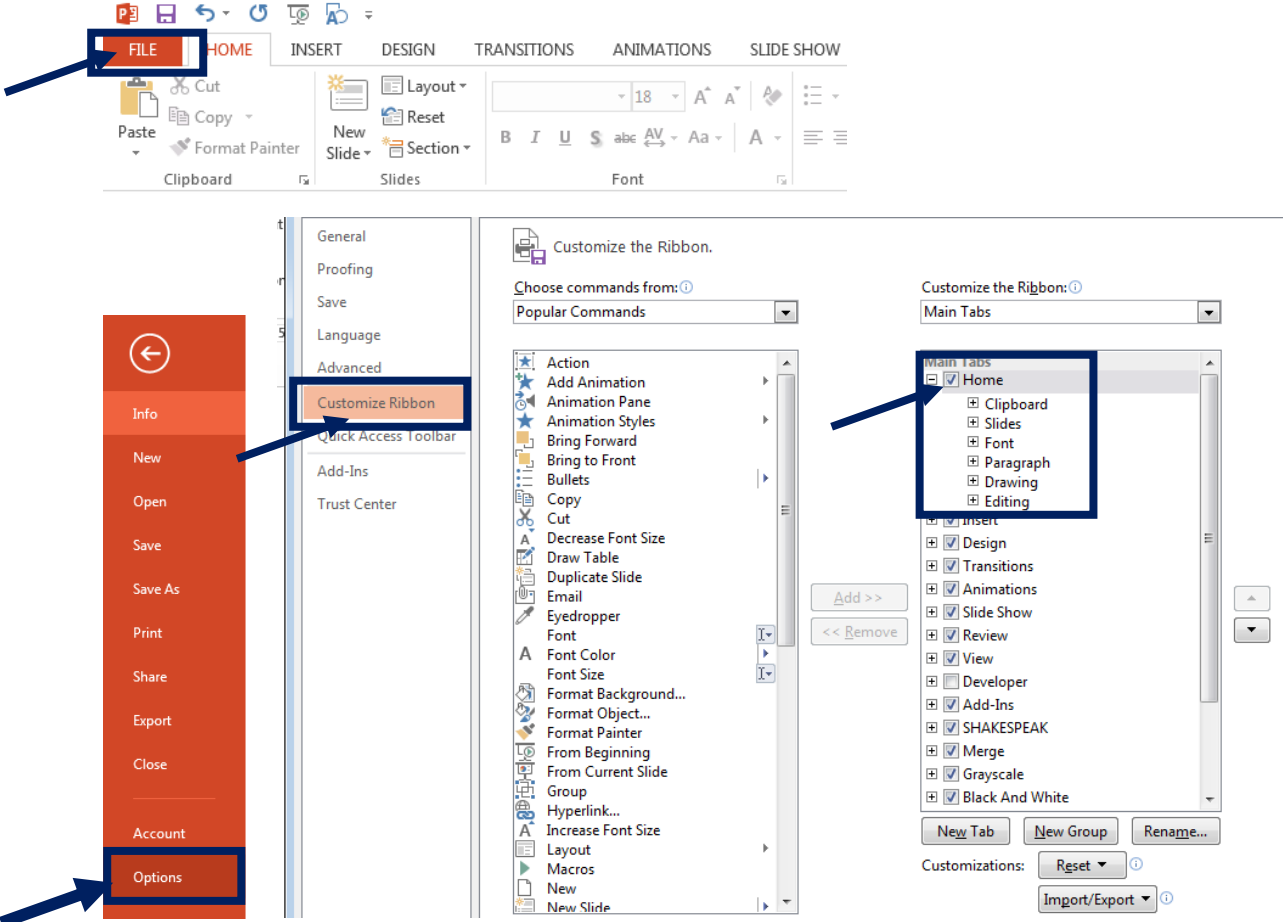 FILE HOME INSERT DESIGN TRANSITIONS ANIMATIONS SLIDE SHOW
Cut
Copy
Format Painter
Paste
Clipboard
New
Slide
Layout
Reset
Section
Slides
18
A A
B I U S abc AV Aa A
Font
Info
New
Open
Save
Save As
Print
Share
Export
Close
Account
Options
General
Proofing
Save
Language
Advanced
Customize Ribbon
Quick Access Toolbar
Add-Ins
Trust Center
Customize the Ribbon.
Choose commands from:
Popular Commands
Action
Add Animation
Animation Pane
Animation Styles
Bring Forward
Bring to Front
Bullets
Copy
Cut
Decrease Font Size
Draw Table
Duplicate Slide
Email
Eyedropper
Font
Font Color
Font Size
Format Background...
Format Object...
Format Painter
From Beginning
From Current Slide
Group
Hyperlink...
Increase Font Size
Layout
Macros
New
New Slide
Add >>
<< Remove
Customize the Ribbon:
Main Tabs
Main Tabs
Home
Clipboard
Slides
Font
Paragraph
Drawing
Editing
Insert
Design
Transitions
Animations
Slide Show
Review
View
Developer
Add-Ins
SHAKESPEAK
Merge
Grayscale
Black And White
New Tab New Group Rename...
Customizations: Reset
Import/Export